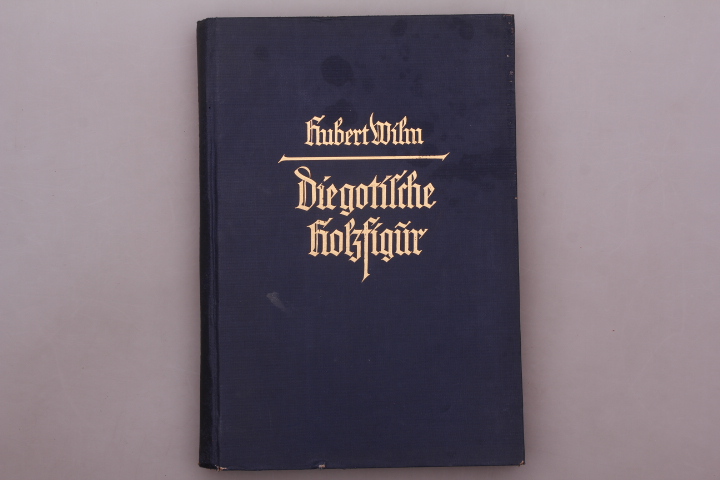 Hubert Wilm
Die gotische
Holzfigur